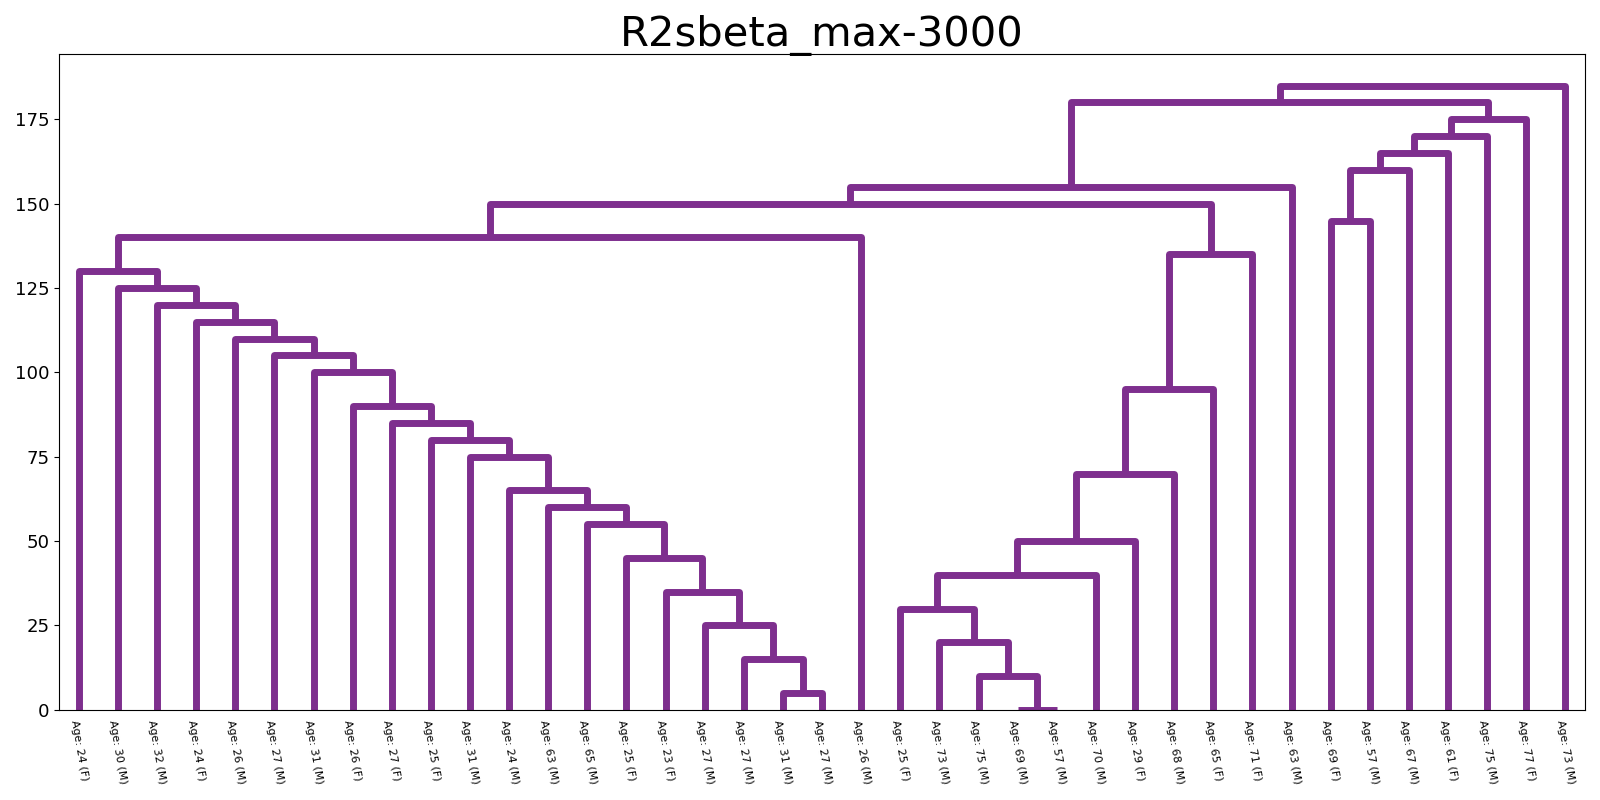 R2sbeta_max-3000
175
150
125
100
75
50
25
0
Age: 24 (F)
Age: 30 (M)
Age: 32 (M)
Age: 24 (F)
Age: 26 (M)
Age: 27 (M)
Age: 31 (M)
Age: 26 (F)
Age: 27 (F)
Age: 25 (F)
Age: 31 (M)
Age: 24 (M)
Age: 63 (M)
Age: 65 (M)
Age: 25 (F)
Age: 23 (F)
Age: 27 (M)
Age: 27 (M)
Age: 31 (M)
Age: 27 (M)
Age: 26 (M)
Age: 25 (F)
Age: 73 (M)
Age: 75 (M)
Age: 69 (M)
Age: 57 (M)
Age: 70 (M)
Age: 29 (F)
Age: 68 (M)
Age: 65 (F)
Age: 71 (F)
Age: 63 (M)
Age: 69 (F)
Age: 57 (M)
Age: 67 (M)
Age: 61 (F)
Age: 75 (M)
Age: 77 (F)
Age: 73 (M)